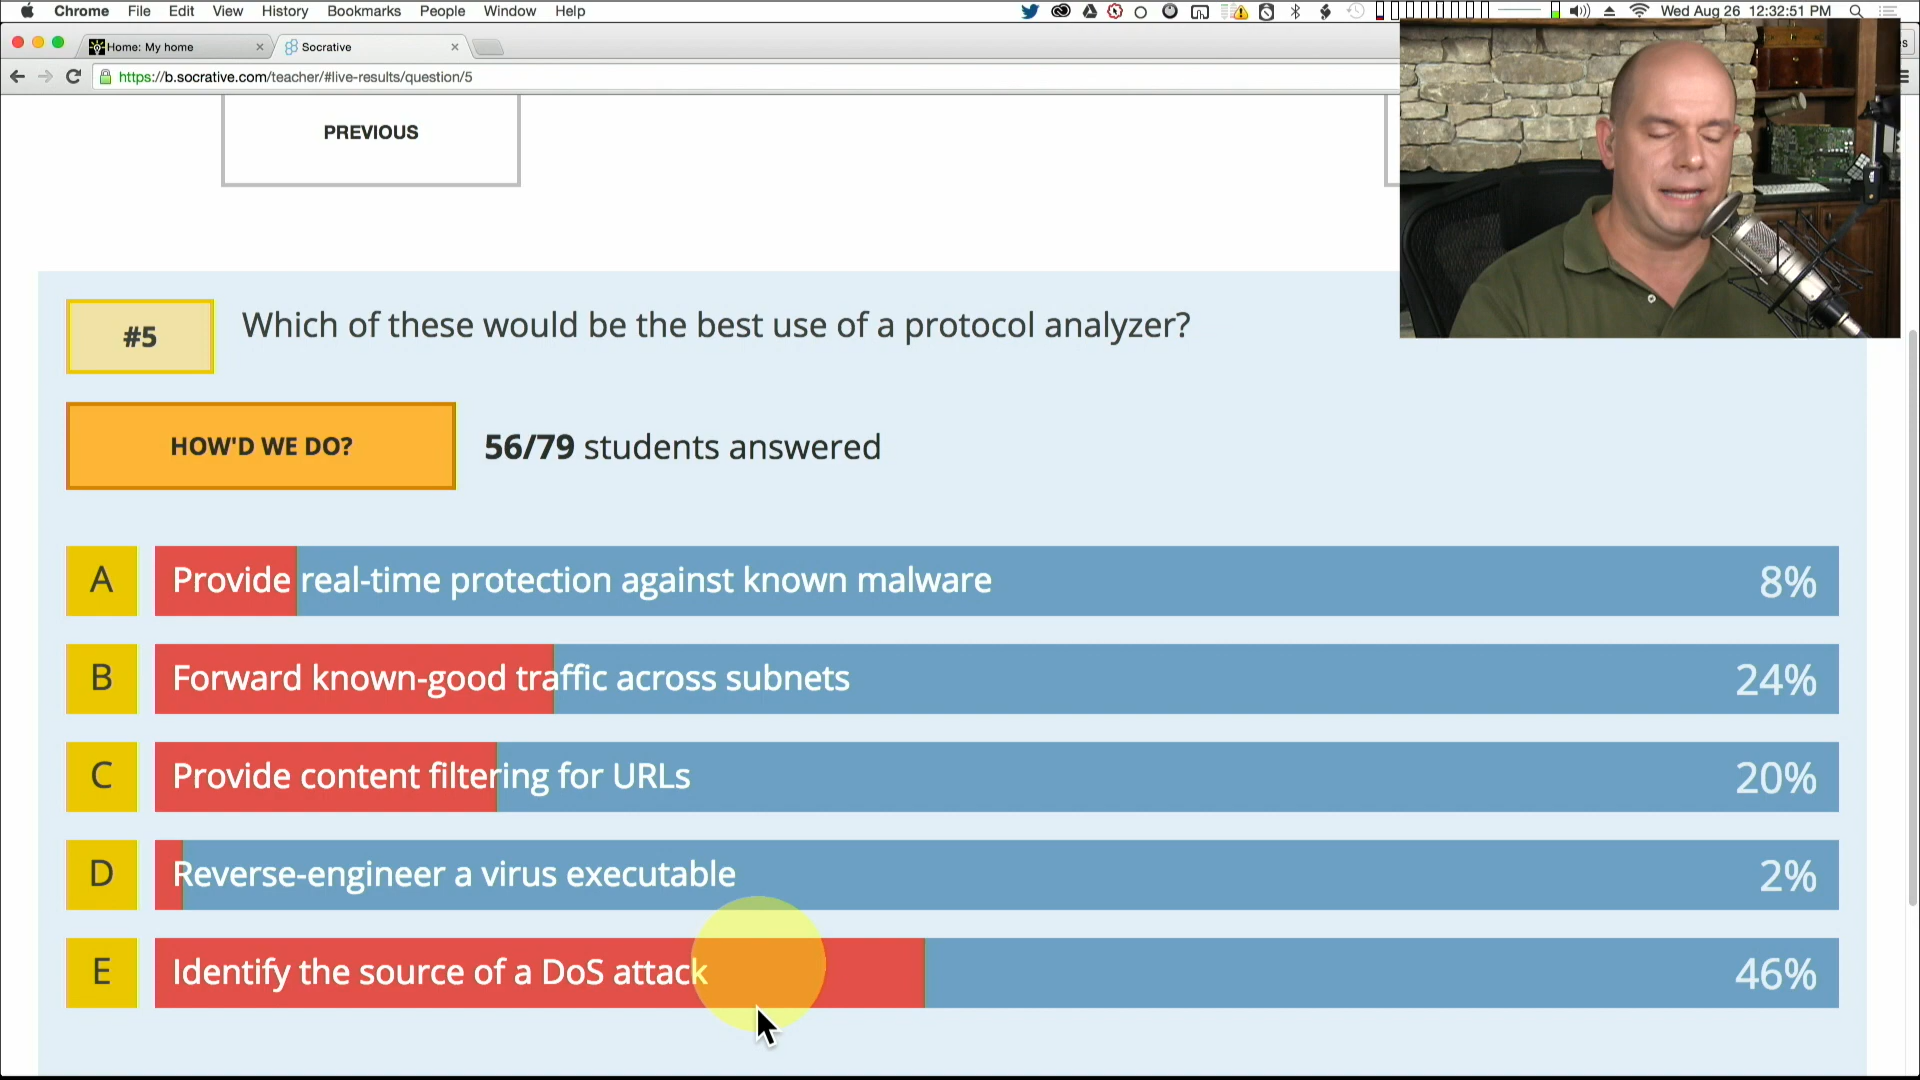 Chrome File Edit View History Bookmarks People Window Help Wed Aug 26 12:32:51 PM
Home: My home Socrative
https://b.socrative.com/teacher/#live-results/question/5
PREVIOUS
#5 Which of these would be the best use of a protocol analyzer?
HOW'D WE DO? 56/79 students answered
A Provide real-time protection against known malware 8%
B Forward known-good traffic across subnets 24%
C Provide content filtering for URLs 20%
D Reverse-engineer a virus executable 2%
E Identify the source of a DoS attack 46%